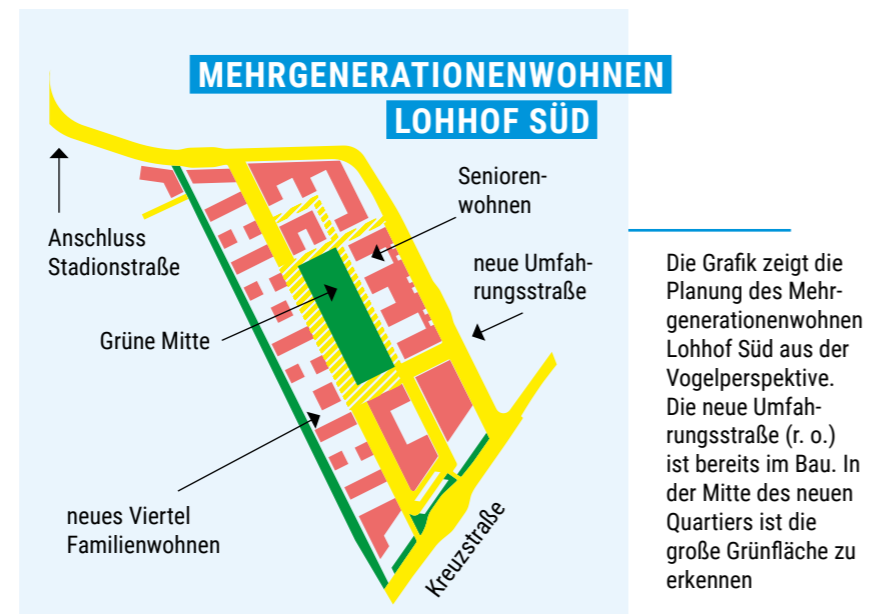 MEHRGENERATIONENWOHNEN
LOHHOF SÜD
Senioren-
wohnen
Anschluss
Stadionstraße
neue Umfah-
rungsstraße
Grüne Mitte
neues Viertel
Familienwohnen
Kreuzstraße
Die Grafik zeigt die
Planung des Mehr-
generationenwohnen
Lohhof Süd aus der
Vogelperspektive.
Die neue Umfah-
rungsstraße (r. o.)
ist bereits im Bau. In
der Mitte des neuen
Quartiers ist die
große Grünfläche zu
erkennen